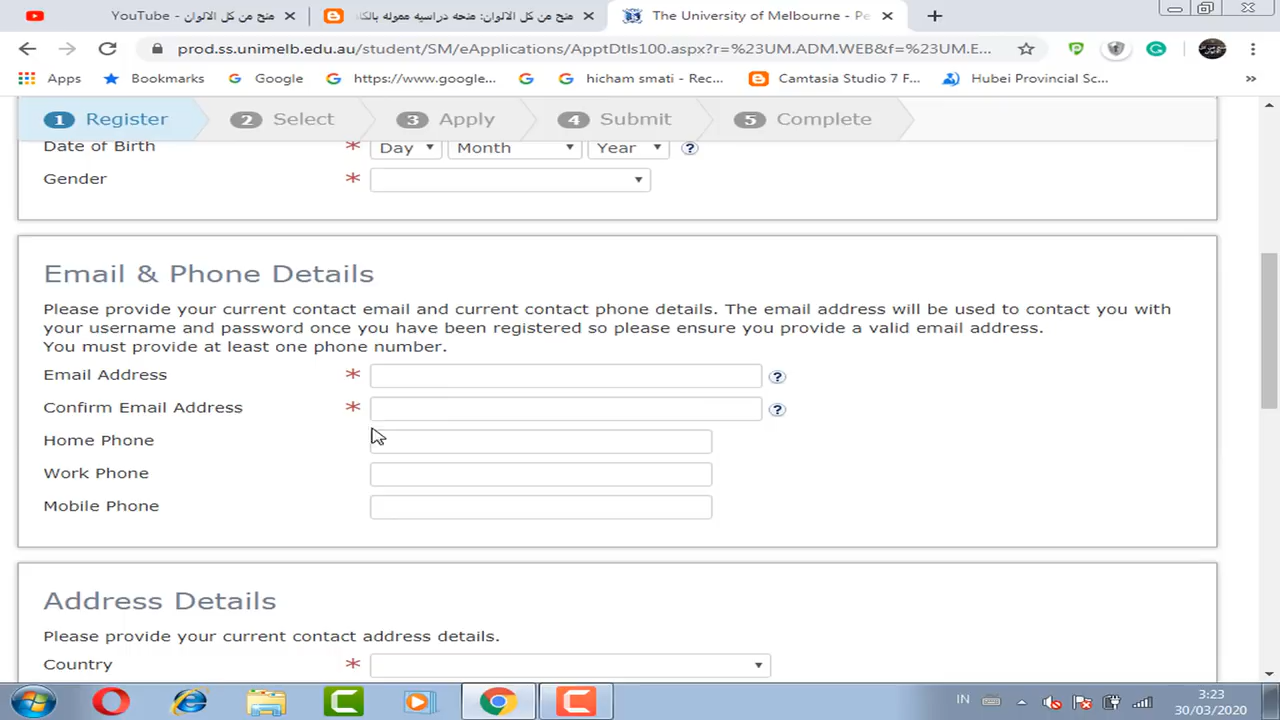 YouTube - منح من كل الالوان
منح من كل الالوان: منحه دراسيه مموله بالكا
The University of Melbourne - Pe
prod.ss.unimelb.edu.au/student/SM/eApplications/ApptDtls100.aspx?r=%23UM.ADM.WEB&f=%23UM.E...
Apps Bookmarks Google https://www.google... hicham smati - Rec... Camtasia Studio 7 F... Hubei Provincial Sc... »
1 Register 2 Select 3 Apply 4 Submit 5 Complete
Date of Birth * Day Month Year ?
Gender *
Email & Phone Details
Please provide your current contact email and current contact phone details. The email address will be used to contact you with
your username and password once you have been registered so please ensure you provide a valid email address.
You must provide at least one phone number.
Email Address * ?
Confirm Email Address * ?
Home Phone
Work Phone
Mobile Phone
Address Details
Please provide your current contact address details.
Country *
IN 3:23
30/03/2020